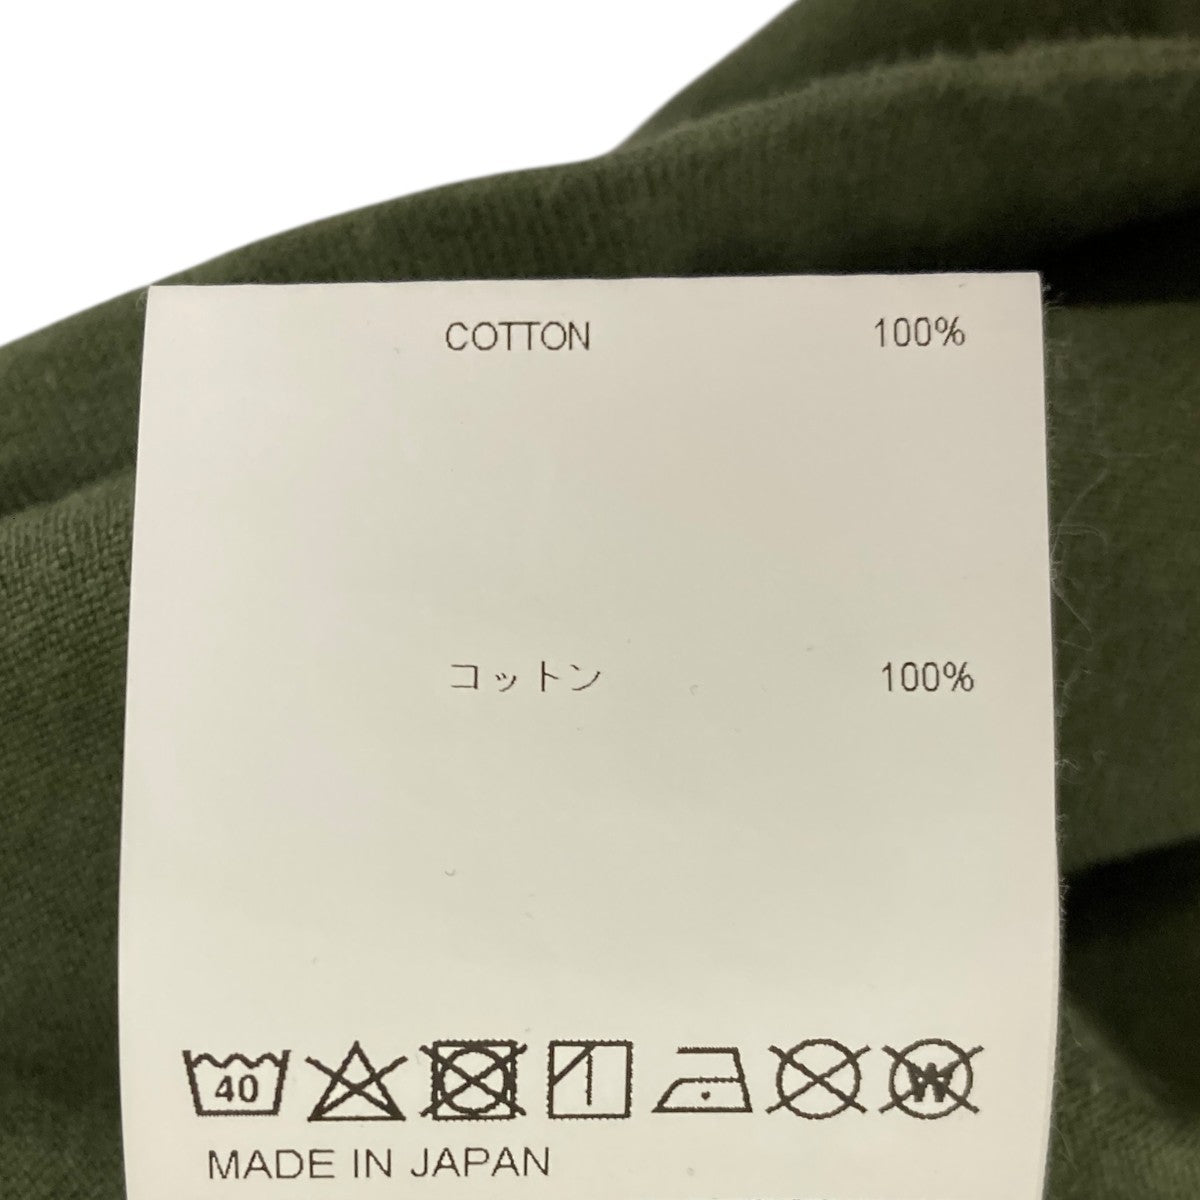 COTTON 100%
コットン 100%
40 W
MADE IN JAPAN